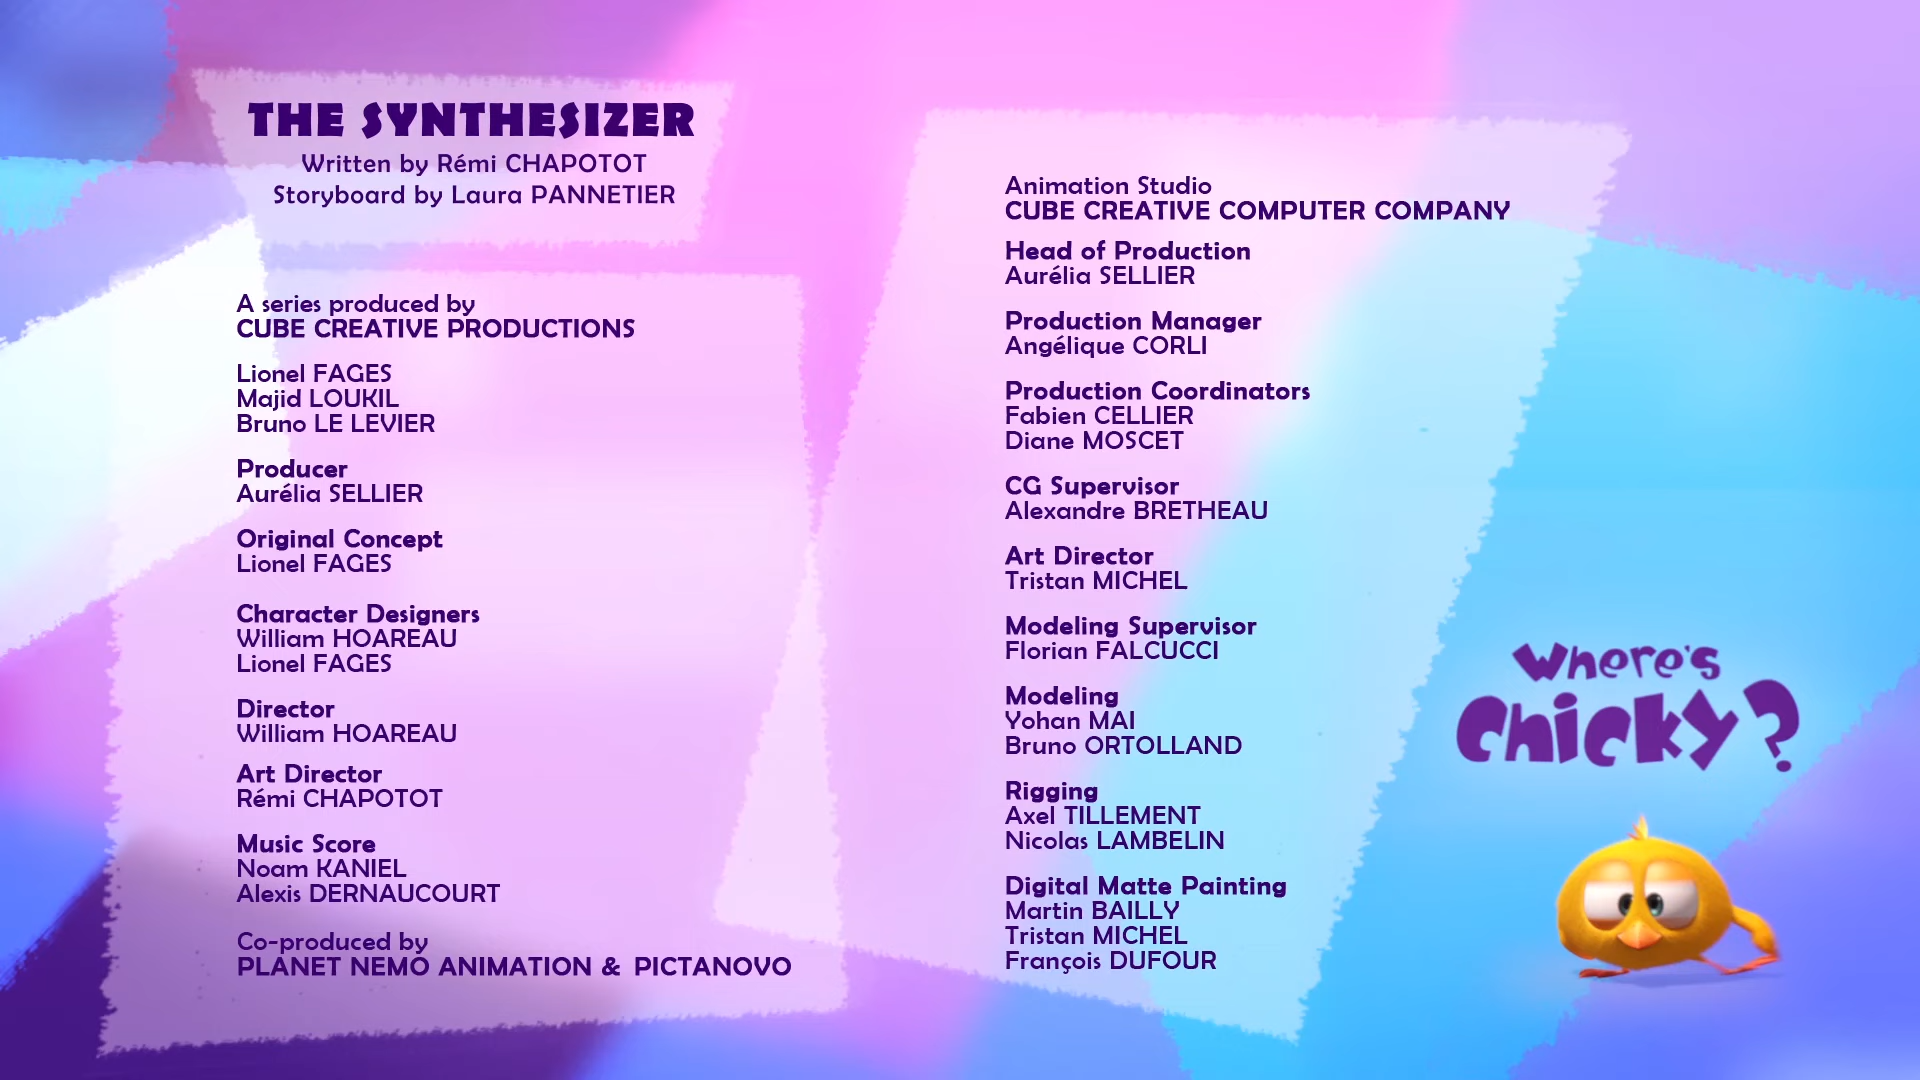 THE SYNTHESIZER
Written by Rémi CHAPOTOT
Storyboard by Laura PANNETIER
A series produced by
CUBE CREATIVE PRODUCTIONS
Lionel FAGES
Majid LOUKIL
Bruno LE LEVIER
Producer
Aurélia SELLIER
Original Concept
Lionel FAGES
Character Designers
William HOAREAU
Lionel FAGES
Director
William HOAREAU
Art Director
Rémi CHAPOTOT
Music Score
Noam KANIEL
Alexis DERNAUCOURT
Co-produced by
PLANET NEMO ANIMATION & PICTANOVO
Animation Studio
CUBE CREATIVE COMPUTER COMPANY
Head of Production
Aurélia SELLIER
Production Manager
Angélique CORLI
Production Coordinators
Fabien CELLIER
Diane MOSCET
CG Supervisor
Alexandre BRETHEAU
Art Director
Tristan MICHEL
Modeling Supervisor
Florian FALCUCCI
Modeling
Yohan MAI
Bruno ORTOLLAND
Rigging
Axel TILLEMENT
Nicolas LAMBELIN
Digital Matte Painting
Martin BAILLY
Tristan MICHEL
François DUFOUR
Where's
Chicky?